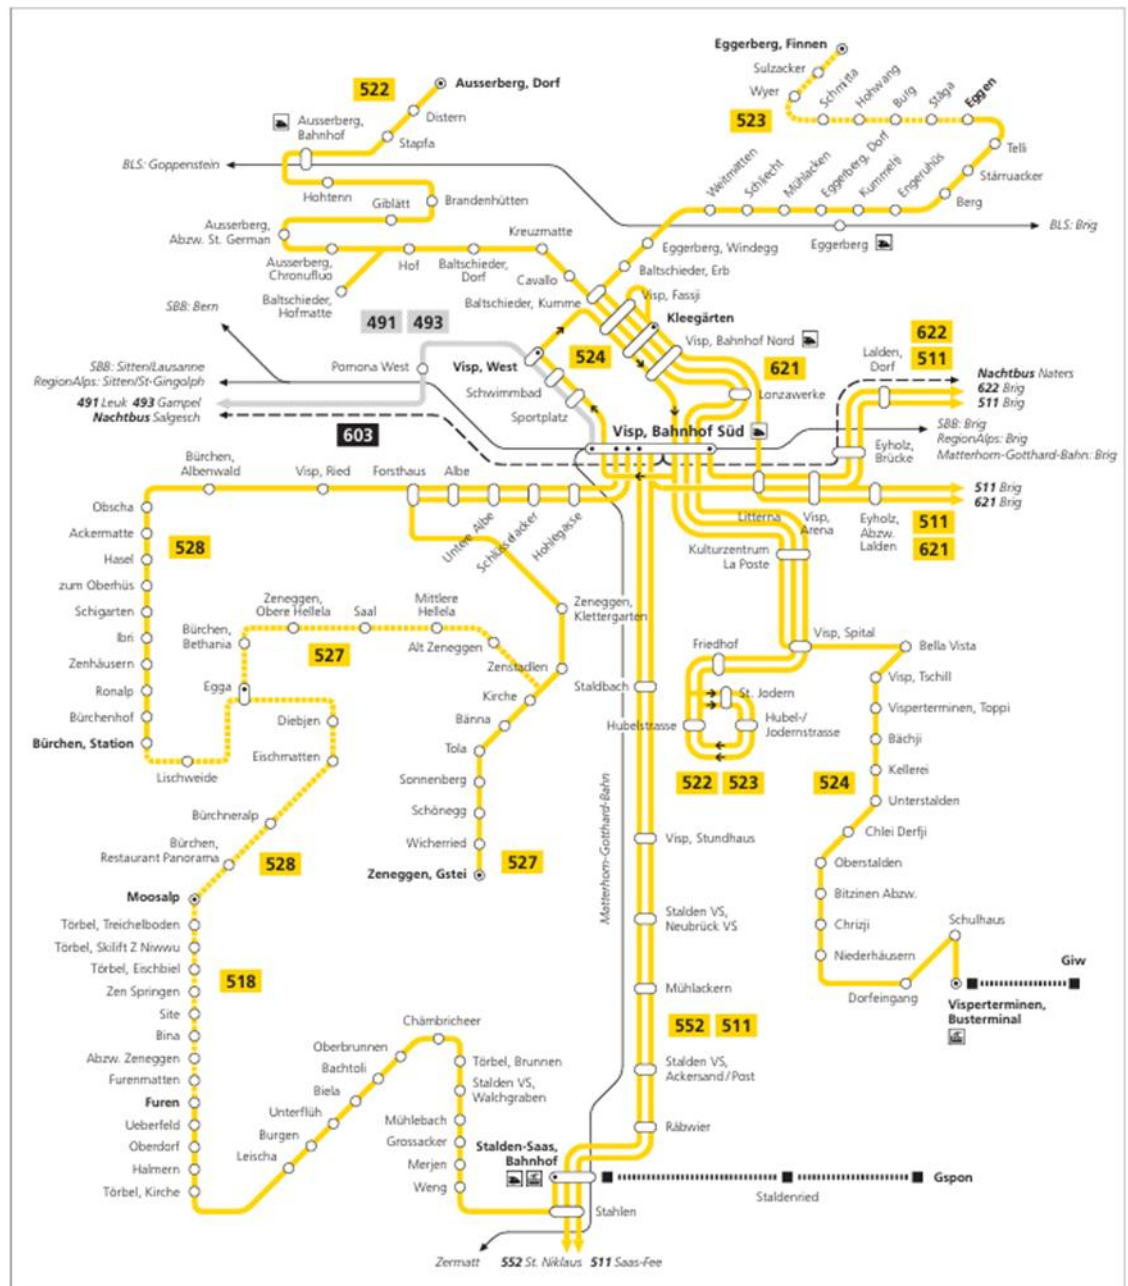 Eggerberg, Finnen
Sulzacker
Wyer
Schmitta
Hohwang
Burg
Stäga
Eggen
523
522
Ausserberg, Dorf
Distern
Stapfa
Ausserberg,
Bahnhof
Telli
Stärruacker
Berg
BLS: Goppenstein
Weitmatten
Schliecht
Mühlacken
Eggerberg, Dorf
Kummelti
Engeruhüs
Hohtenn
Giblätt
Brandenhütten
BLS: Brig
Eggerberg
Ausserberg,
Abzw. St. German
Kreuzmatte
Eggerberg, Windegg
Ausserberg,
Chronufluo
Hof
Baltschieder,
Dorf
Cavallo
Baltschieder, Erb
Baltschieder,
Hofmatte
Baltschieder, Kumme
Visp, Fassji
SBB: Bern
491
493
Kleegärten
Visp, Bahnhof Nord
622
511
Lalden,
Dorf
SBB: Sitten/Lausanne
RegionAlps: Sitten/St-Gingolph
Pomona West
Visp, West
524
621
Schwimmbad
Lonzawerke
Nachtbus Naters
622 Brig
511 Brig
491 Leuk 493 Gampel
Nachtbus Salgesch
Sportplatz
603
Visp, Bahnhof Süd
SBB: Brig
RegionAlps: Brig
Matterhorn-Gotthard-Bahn: Brig
Eyholz,
Brücke
Bürchen,
Albenwald
Visp, Ried
Forsthaus
Albe
511 Brig
621 Brig
Obscha
Untere Albe
Schlüsselacker
Hohlegasse
Litterna
Visp,
Arena
Eyholz,
Abzw.
Lalden
511
621
Ackermatte
528
Hasel
Kulturzentrum
La Poste
zum Oberhüs
Schigarten
Zeneggen,
Obere Hellela
Saal
Mittlere
Hellela
Zeneggen,
Klettergarten
Ibri
Bürchen,
Bethania
527
Alt Zeneggen
Friedhof
Visp, Spital
Bella Vista
Zenhäusern
Zenstadlen
Visp, Tschill
Ronalp
Egga
Kirche
Staldbach
St. Jodern
Bürchenhof
Diebjen
Bänna
Hubelstrasse
Hubel-/
Jodernstrasse
Visperterminen, Toppi
Bürchen, Station
Bächji
Lischweide
Eischmatten
Tola
Kellerei
Sonnenberg
522
523
524
Unterstalden
Bürchneralp
Schönegg
Matterhorn-Gotthard-Bahn
Visp, Stundhaus
Chlei Derfji
Bürchen,
Restaurant Panorama
528
Wicherried
Oberstalden
Zeneggen, Gstei
527
Bitzinen Abzw.
Moosalp
Törbel, Treichelboden
Stalden VS,
Neubrück VS
Chrizji
Schulhaus
Törbel, Skilift Z Niwwu
Niederhäusern
Giw
Törbel, Eischbiel
Zen Springen
518
Mühlackern
Dorfeingang
Visperterminen,
Busterminal
Site
Chämbricheer
552
511
Bina
Oberbrunnen
Abzw. Zeneggen
Bachtoli
Törbel, Brunnen
Stalden VS,
Ackersand/Post
Furenmatten
Biela
Stalden VS,
Walchgraben
Furen
Unterflüh
Mühlebach
Räbwier
Ueberfeld
Burgen
Grossacker
Oberdorf
Leischa
Merjen
Stalden-Saas,
Bahnhof
Halmern
Weng
Gspon
Törbel, Kirche
Staldenried
Stahlen
Zermatt
552 St. Niklaus
511 Saas-Fee